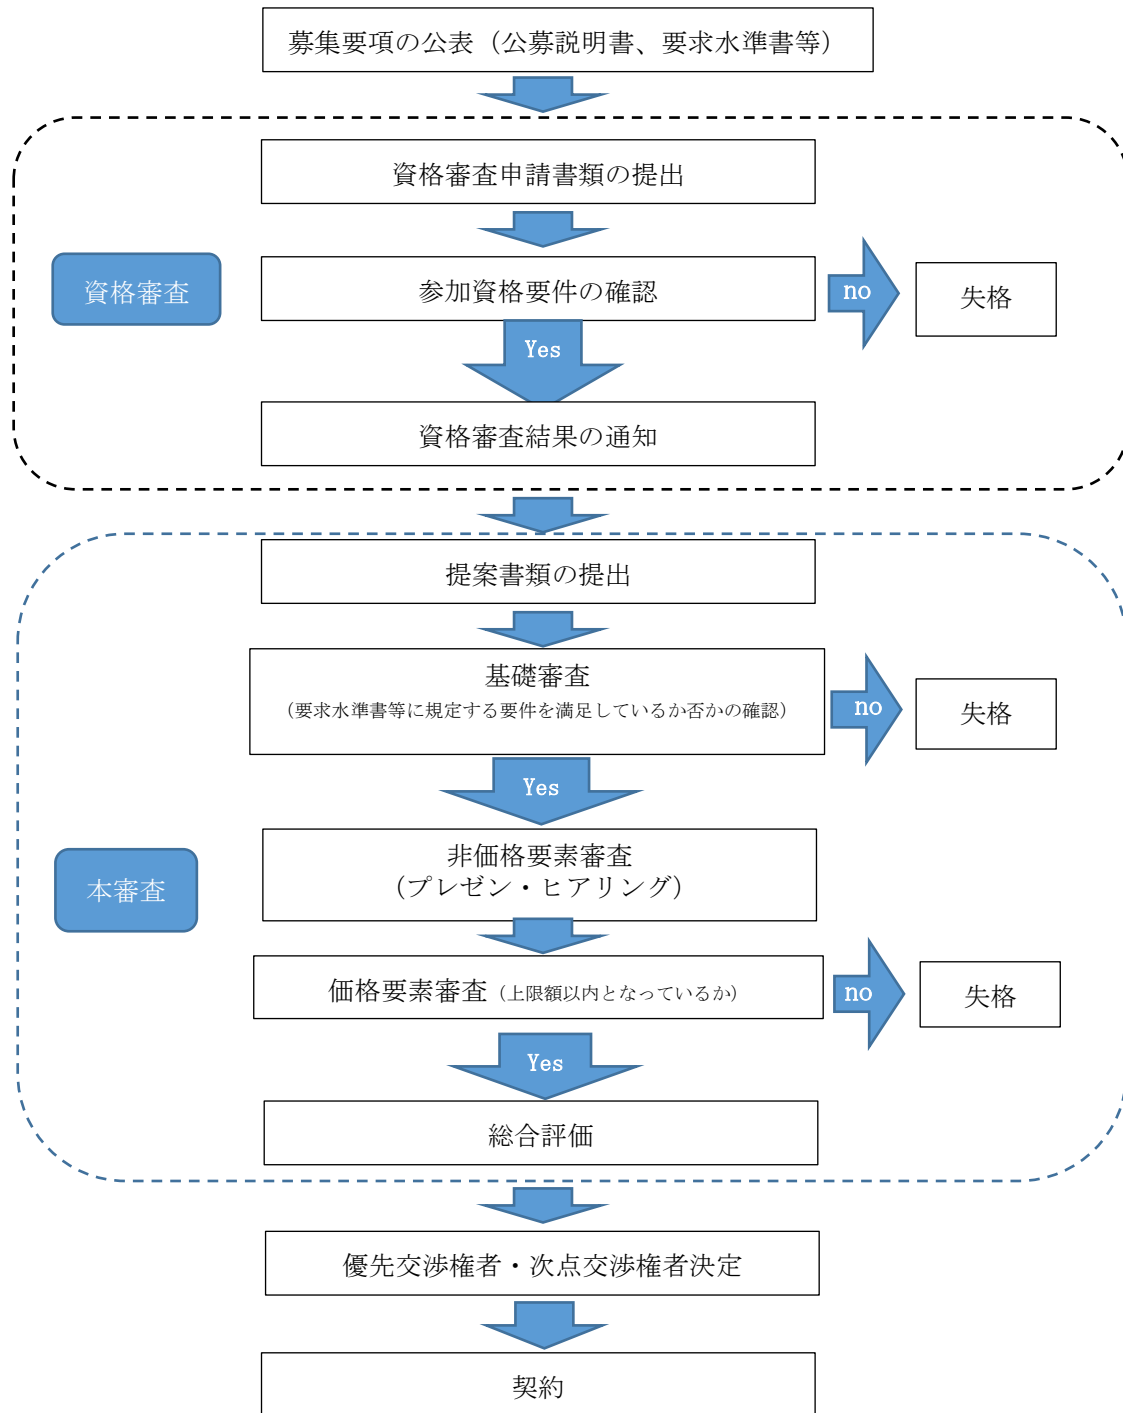 募集要項の公表（公募説明書、要求水準書等）
資格審査申請書類の提出
資格審査
参加資格要件の確認
no
失格
Yes
資格審査結果の通知
提案書類の提出
基礎審査
（要求水準書等に規定する要件を満足しているか否かの確認）
no
失格
Yes
本審査
非価格要素審査
（プレゼン・ヒアリング）
価格要素審査（上限額以内となっているか）
no
失格
Yes
総合評価
優先交渉権者・次点交渉権者決定
契約